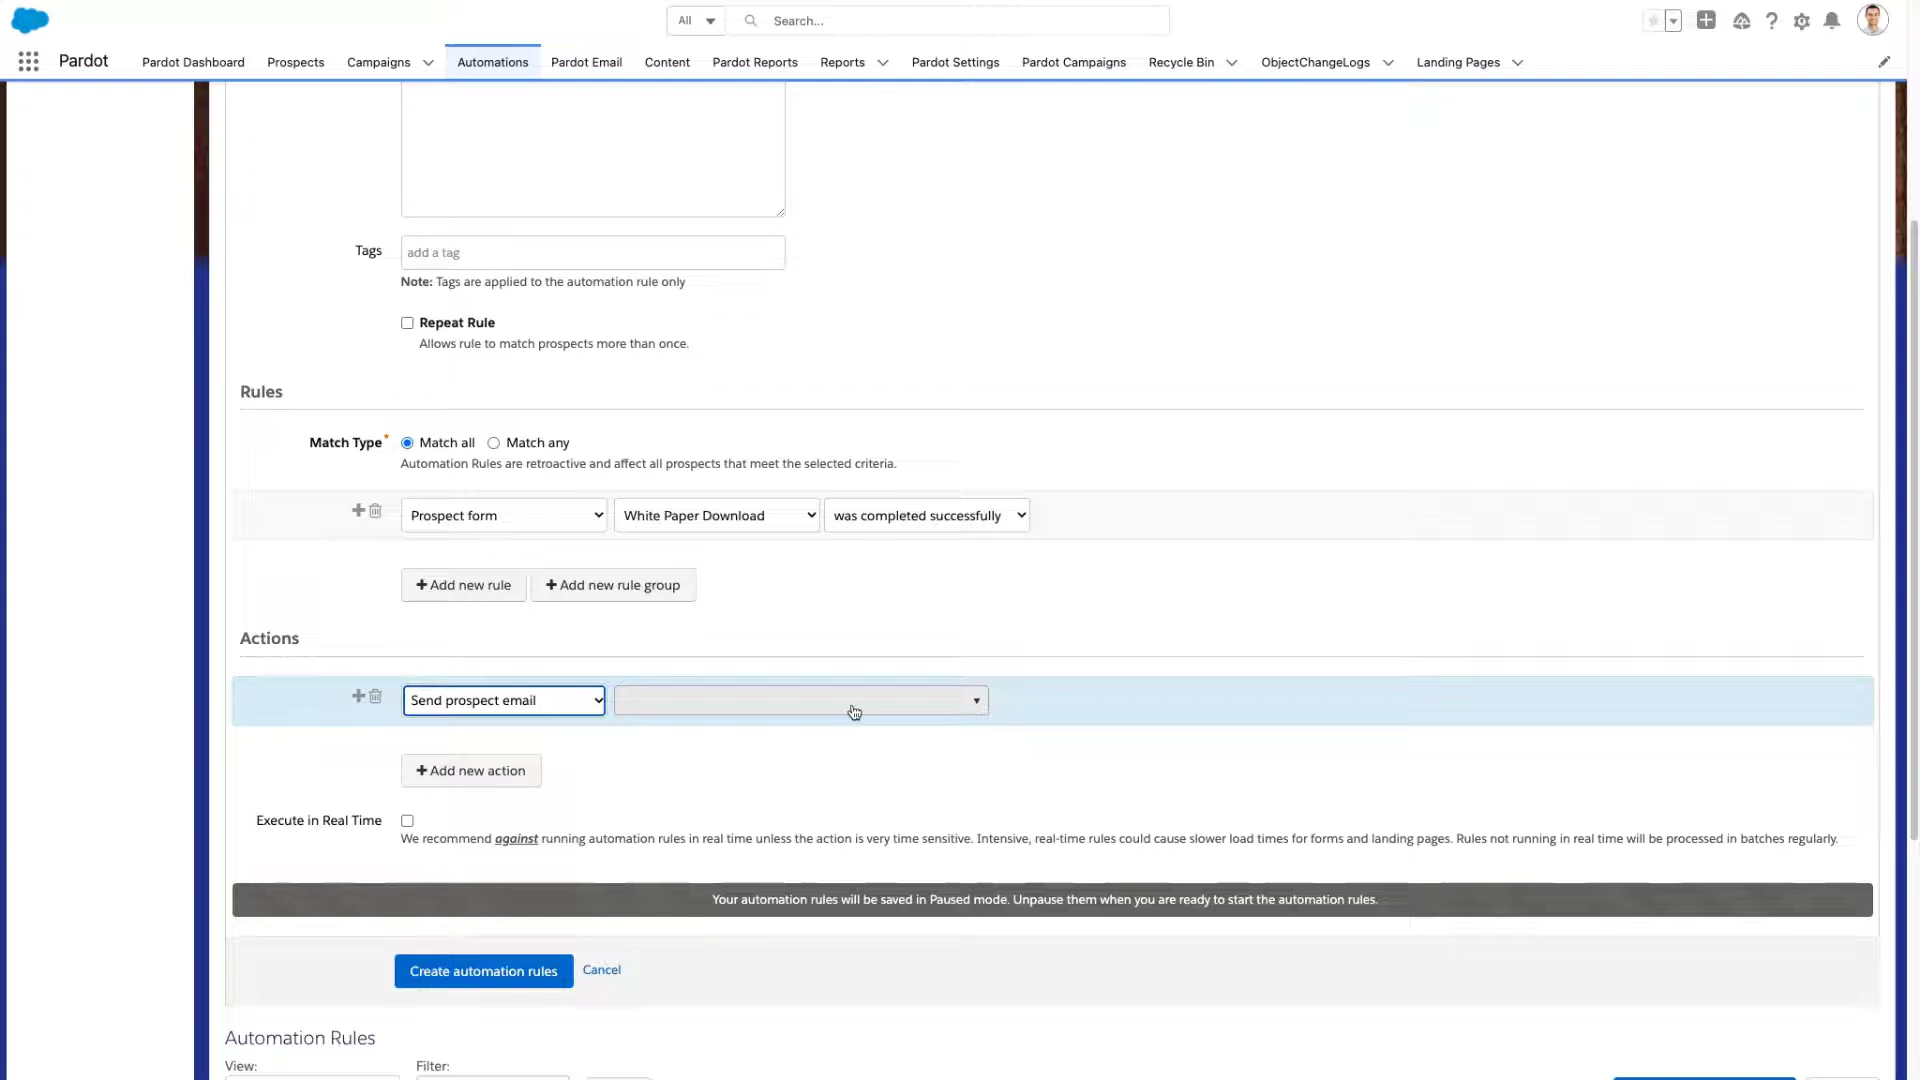 All
Search...
Pardot
Pardot Dashboard
Prospects
Campaigns
Automations
Pardot Email
Content
Pardot Reports
Reports
Pardot Settings
Pardot Campaigns
Recycle Bin
ObjectChangeLogs
Landing Pages
Tags
add a tag
Note: Tags are applied to the automation rule only
Repeat Rule
Allows rule to match prospects more than once.
Rules
Match Type* Match all Match any
Automation Rules are retroactive and affect all prospects that meet the selected criteria.
Prospect form
White Paper Download
was completed successfully
Add new rule
Add new rule group
Actions
Send prospect email
Add new action
Execute in Real Time
We recommend against running automation rules in real time unless the action is very time sensitive. Intensive, real-time rules could cause slower load times for forms and landing pages. Rules not running in real time will be processed in batches regularly.
Your automation rules will be saved in Paused mode. Unpause them when you are ready to start the automation rules.
Create automation rules
Cancel
Automation Rules
View:
Filter: